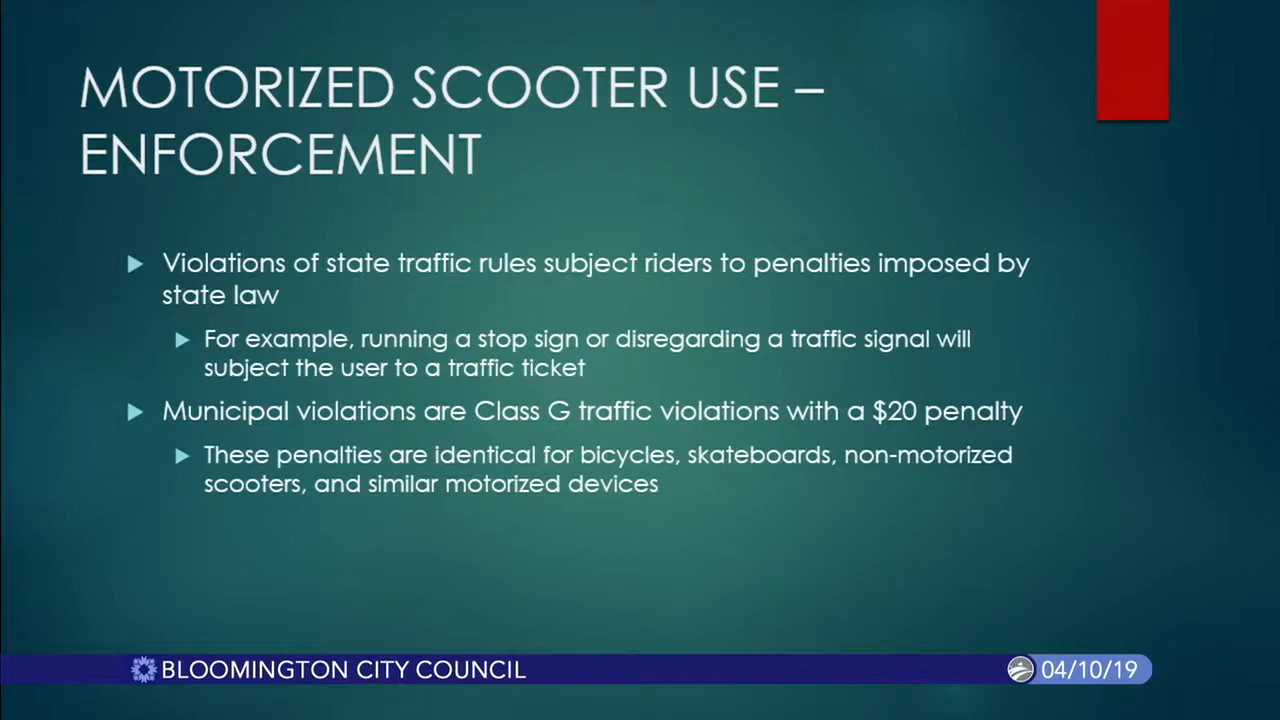 MOTORIZED SCOOTER USE –
ENFORCEMENT
Violations of state traffic rules subject riders to penalties imposed by
state law
For example, running a stop sign or disregarding a traffic signal will
subject the user to a traffic ticket
Municipal violations are Class G traffic violations with a $20 penalty
These penalties are identical for bicycles, skateboards, non-motorized
scooters, and similar motorized devices
BLOOMINGTON CITY COUNCIL
04/10/19